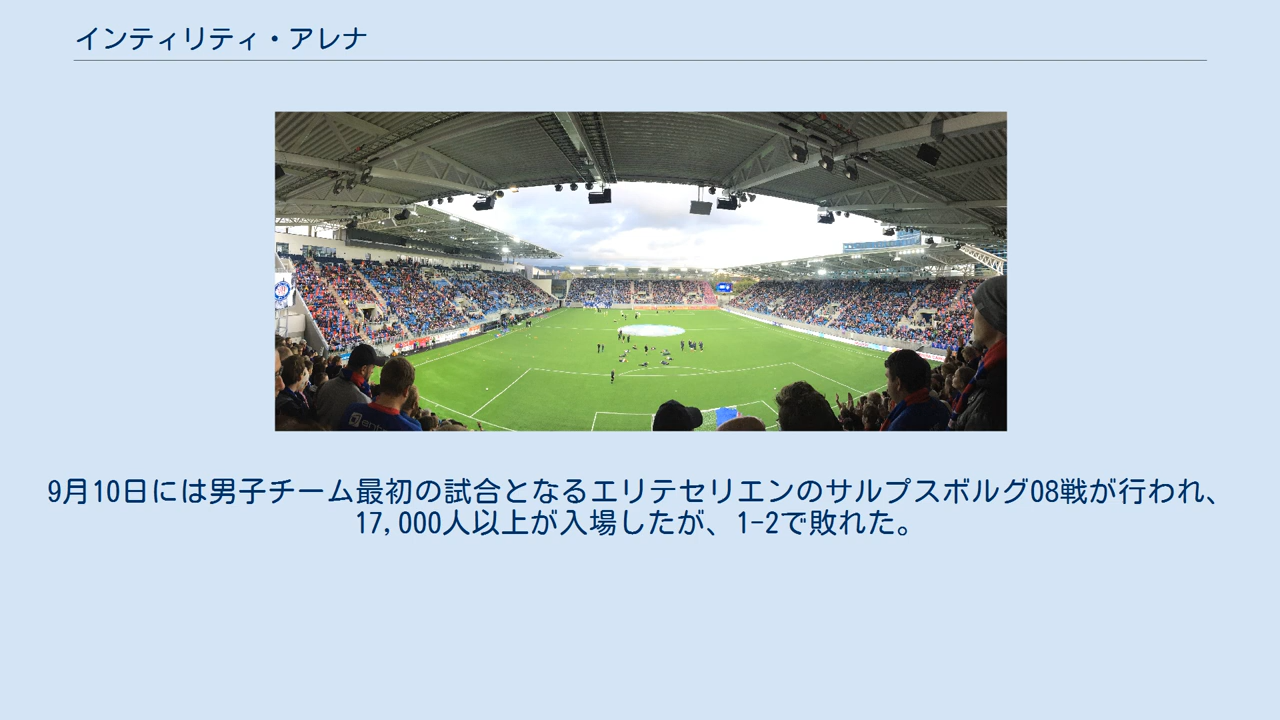 インティリティ・アレナ
9月10日には男子チーム最初の試合となるエリテセリエンのサルプスボルグ08戦が行われ、
17,000人以上が入場したが、1-2で敗れた。